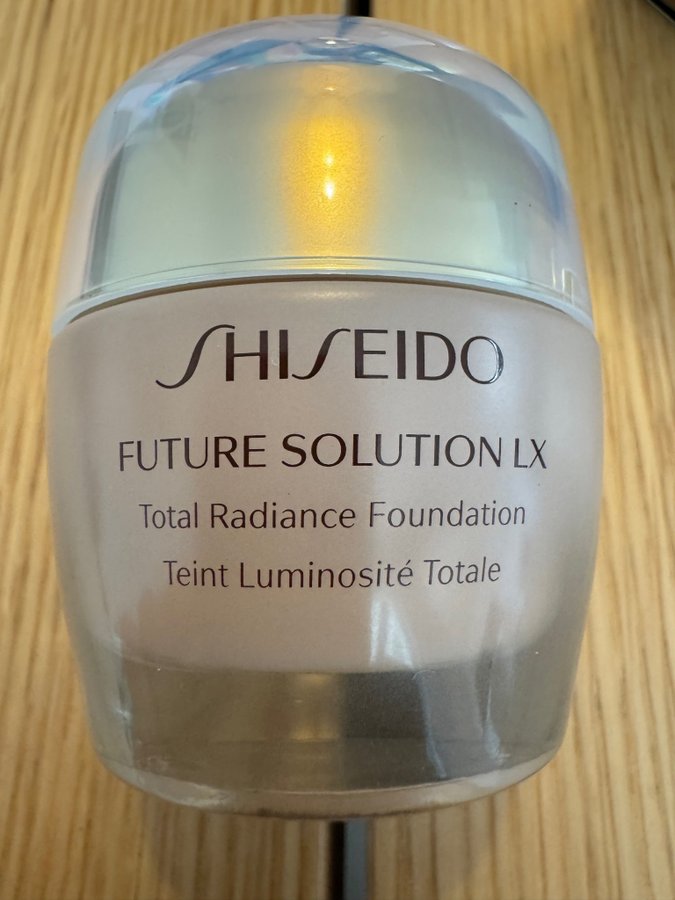 SHISEIDO
FUTURE SOLUTION LX
Total Radiance Foundation
Teint Luminosité Totale